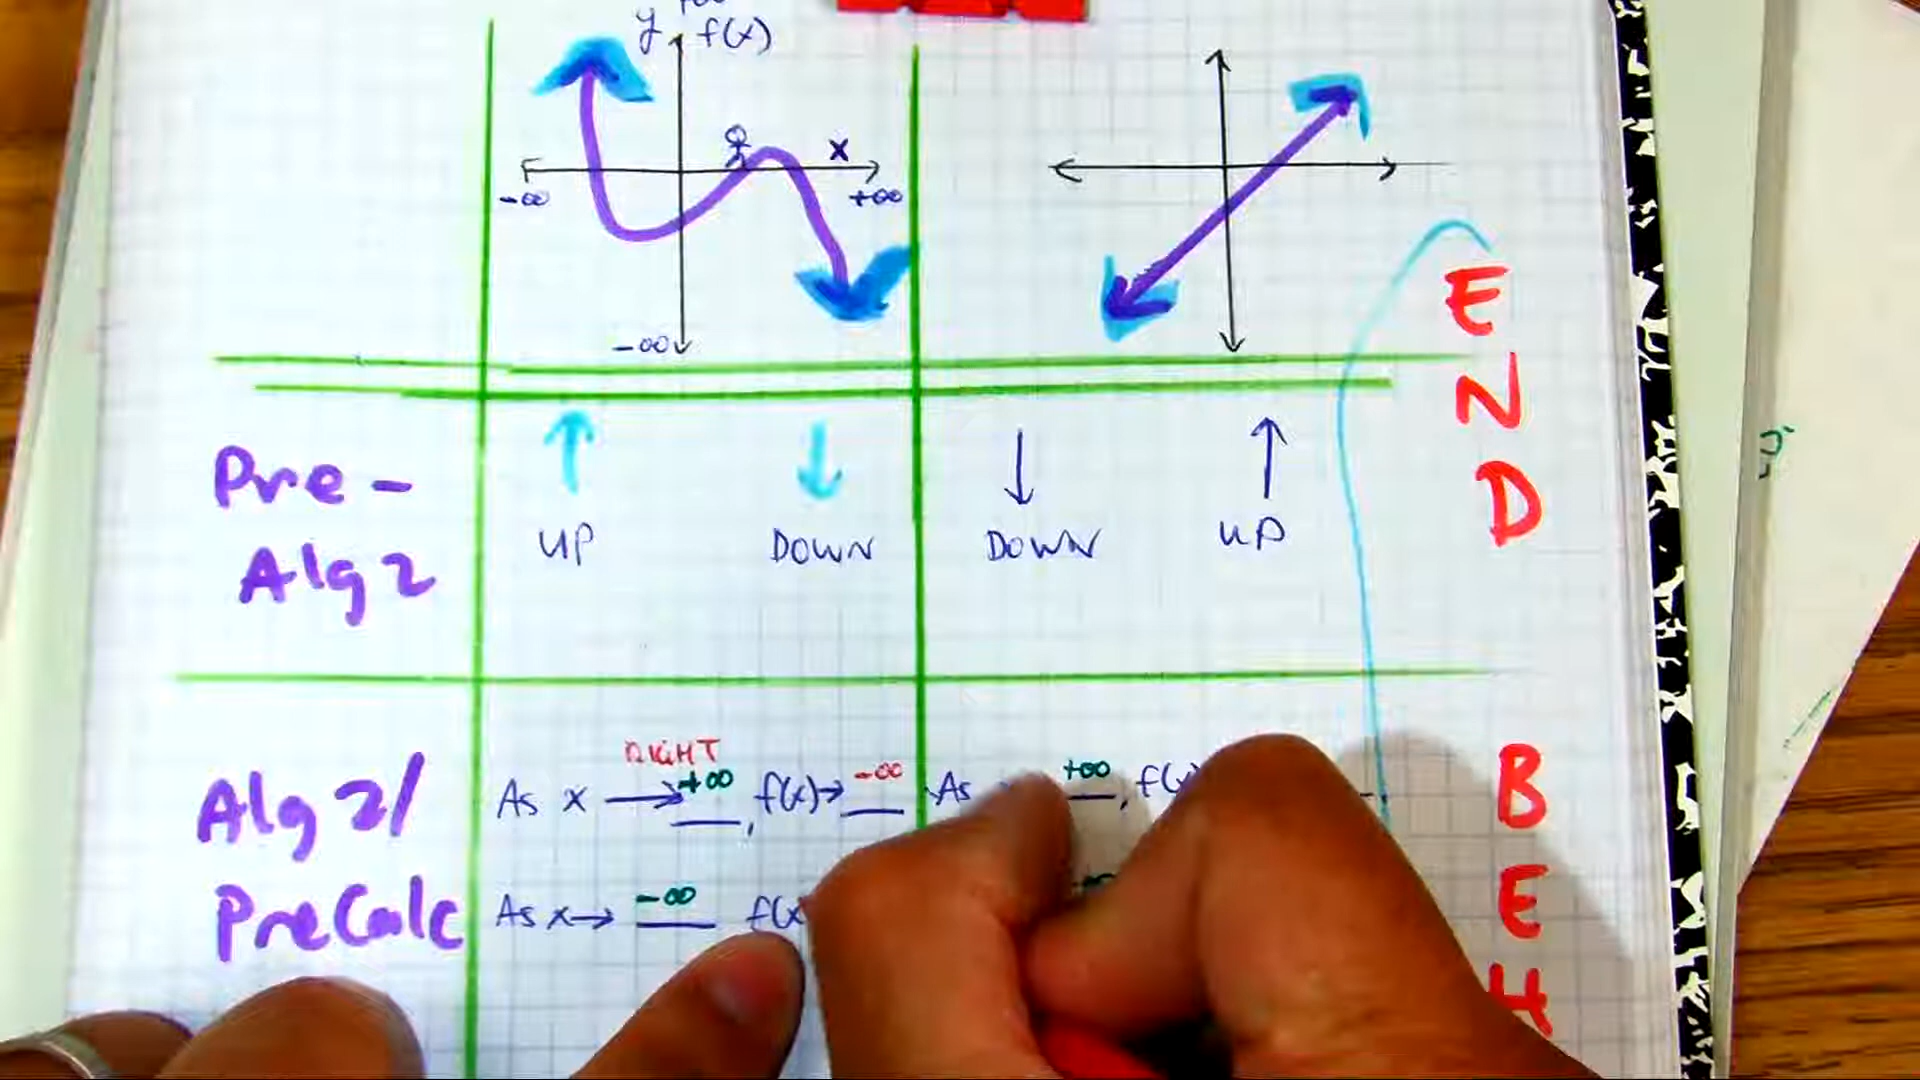 y f(x)
x
-∞ +∞
-∞
E
N
D
Pre-
Alg 2
UP DOWN DOWN UP
RIGHT
Alg 2/
PreCalc
As x → +∞, f(x) → -∞
As x → -∞ f(x
As +∞, f(x
B
E
H